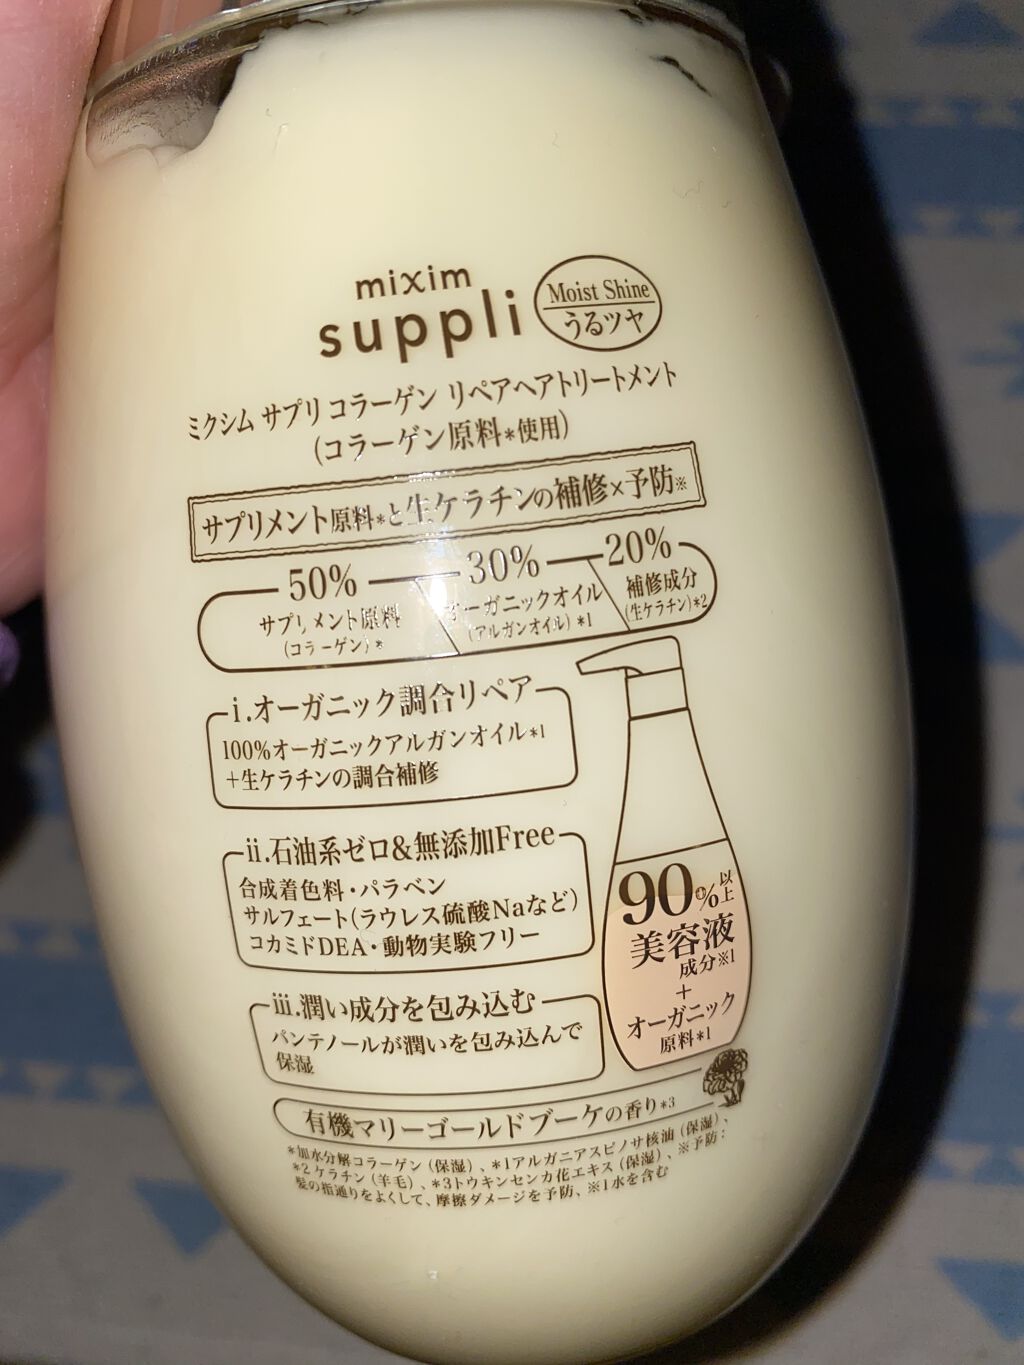 mixim
suppli
Moist Shine
うるツヤ
ミクシム サプリ コラーゲン リペアヘアトリートメント
(コラーゲン原料*使用)
サプリメント原料*と生ケラチンの補修×予防※
50%
サプリメント原料
(コラーゲン)*
30%
オーガニックオイル
(アルガンオイル)*1
20%
補修成分
(生ケラチン)*2
i.オーガニック調合リペア
100%オーガニックアルガンオイル*1
+生ケラチンの調合補修
ii.石油系ゼロ&無添加Free
合成着色料・パラベン
サルフェート(ラウレス硫酸Naなど)
コカミドDEA・動物実験フリー
iii.潤い成分を包み込む
パンテノールが潤いを包み込んで
保湿
90%以上
美容液
成分※1
+
オーガニック
原料*1
有機マリーゴールドブーケの香り*3
*加水分解コラーゲン(保湿)、*1アルガニアスピノサ核油(保湿)、
*2 ケラチン(羊毛)、*3トウキンセンカ花エキス(保湿)、※予防:
髪の指通りをよくして、摩擦ダメージを予防、※1水を含む